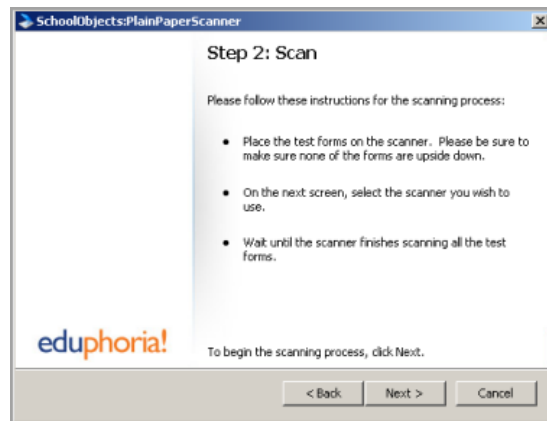 SchoolObjects:PlainPaperScanner
Step 2: Scan
Please follow these instructions for the scanning process:
• Place the test forms on the scanner. Please be sure to
make sure none of the forms are upside down.
• On the next screen, select the scanner you wish to
use.
• Wait until the scanner finishes scanning all the test
forms.
eduphoria!
To begin the scanning process, click Next.
< Back Next > Cancel